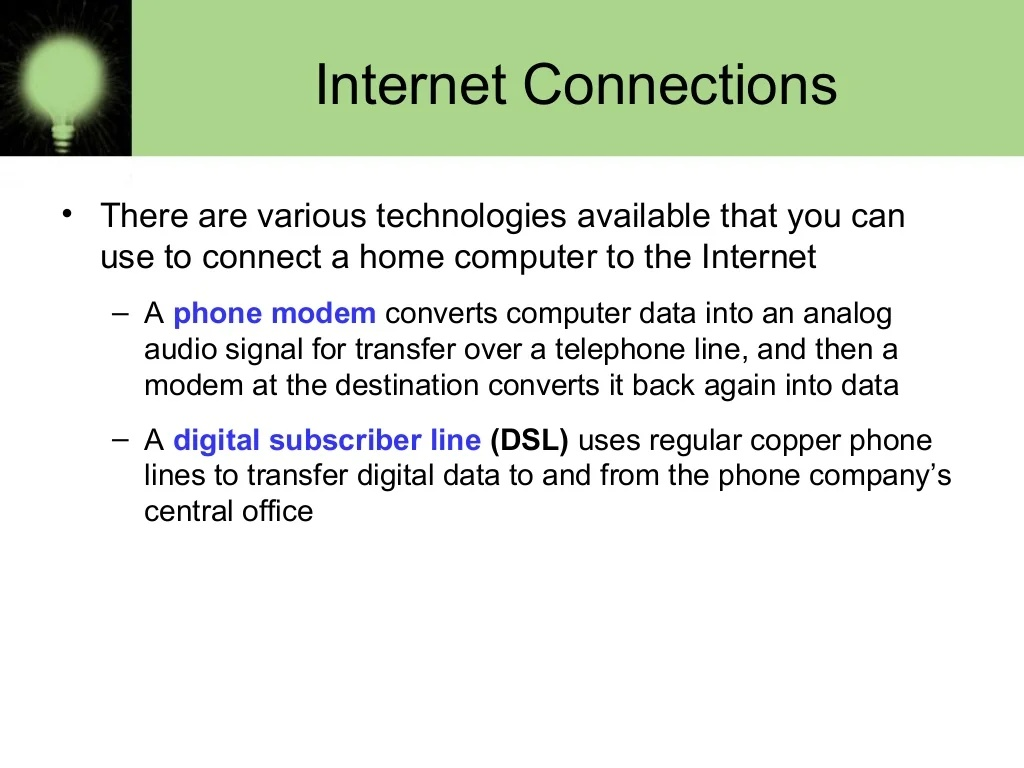 Internet Connections
• There are various technologies available that you can
use to connect a home computer to the Internet
– A phone modem converts computer data into an analog
audio signal for transfer over a telephone line, and then a
modem at the destination converts it back again into data
– A digital subscriber line (DSL) uses regular copper phone
lines to transfer digital data to and from the phone company’s
central office